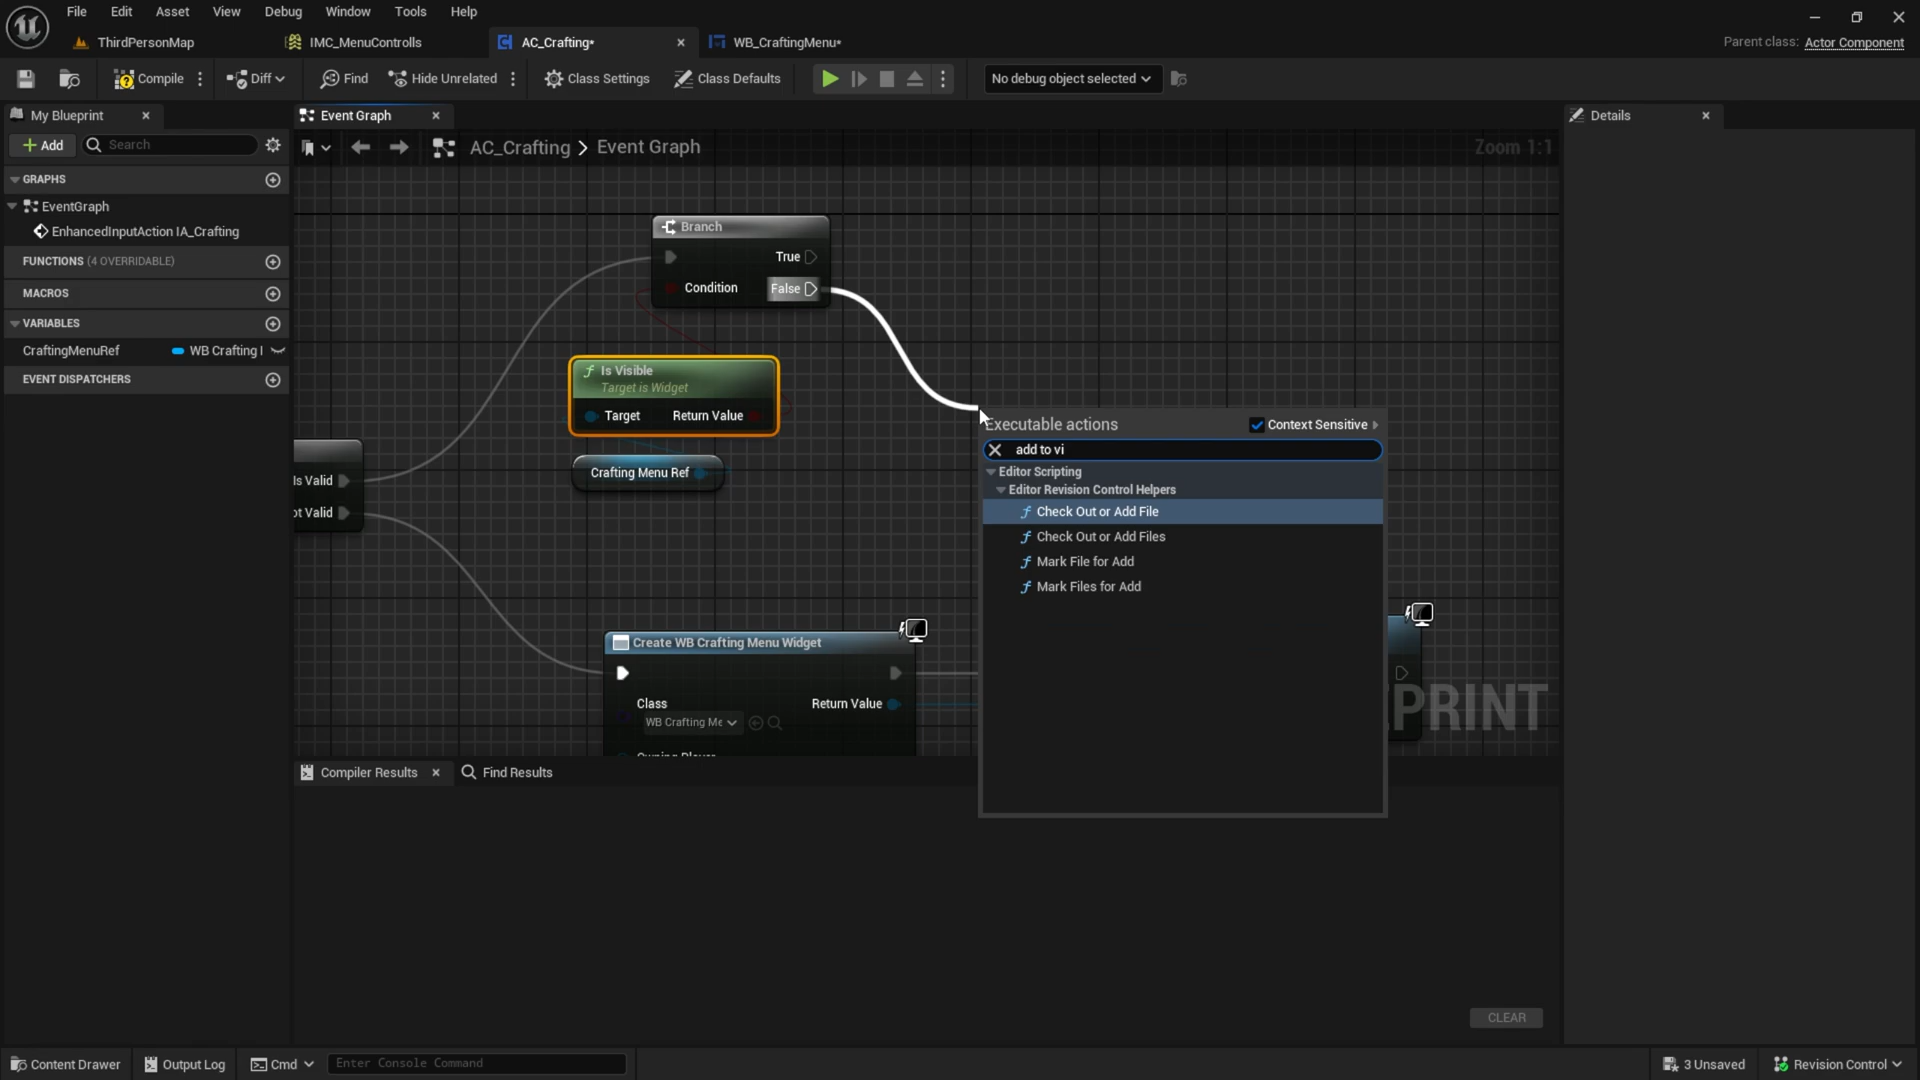 File Edit Asset View Debug Window Tools Help
ThirdPersonMap IMC_MenuControlls AC_Crafting* WB_CraftingMenu*
Parent class: Actor Component
Compile Diff Find Hide Unrelated Class Settings Class Defaults No debug object selected
My Blueprint Event Graph Details
Add Search
AC_Crafting > Event Graph Zoom 1:1
GRAPHS
EventGraph
EnhancedInputAction IA_Crafting
FUNCTIONS (4 OVERRIDABLE)
MACROS
VARIABLES
CraftingMenuRef WB Crafting I
EVENT DISPATCHERS
Branch
True
Condition False
Is Visible
Target is Widget
Target Return Value
Crafting Menu Ref
Is Valid
ot Valid
Executable actions Context Sensitive
add to vi
Editor Scripting
Editor Revision Control Helpers
Check Out or Add File
Check Out or Add Files
Mark File for Add
Mark Files for Add
Create WB Crafting Menu Widget
Class Return Value
WB Crafting Me
PRINT
Compiler Results Find Results
CLEAR
Content Drawer Output Log Cmd Enter Console Command 3 Unsaved Revision Control